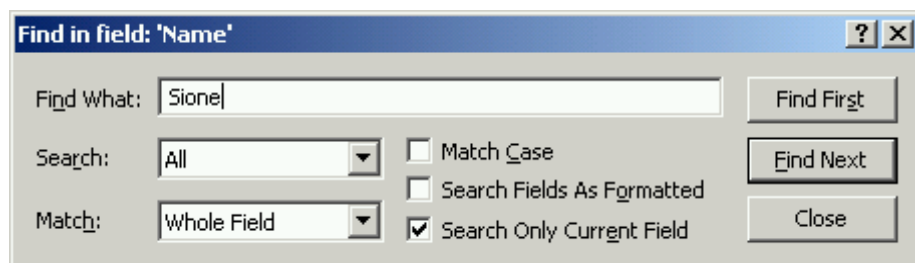 Find in field: 'Name'
Find What: Sione
Find First
Search: All
Match Case
Find Next
Search Fields As Formatted
Match: Whole Field
Search Only Current Field
Close